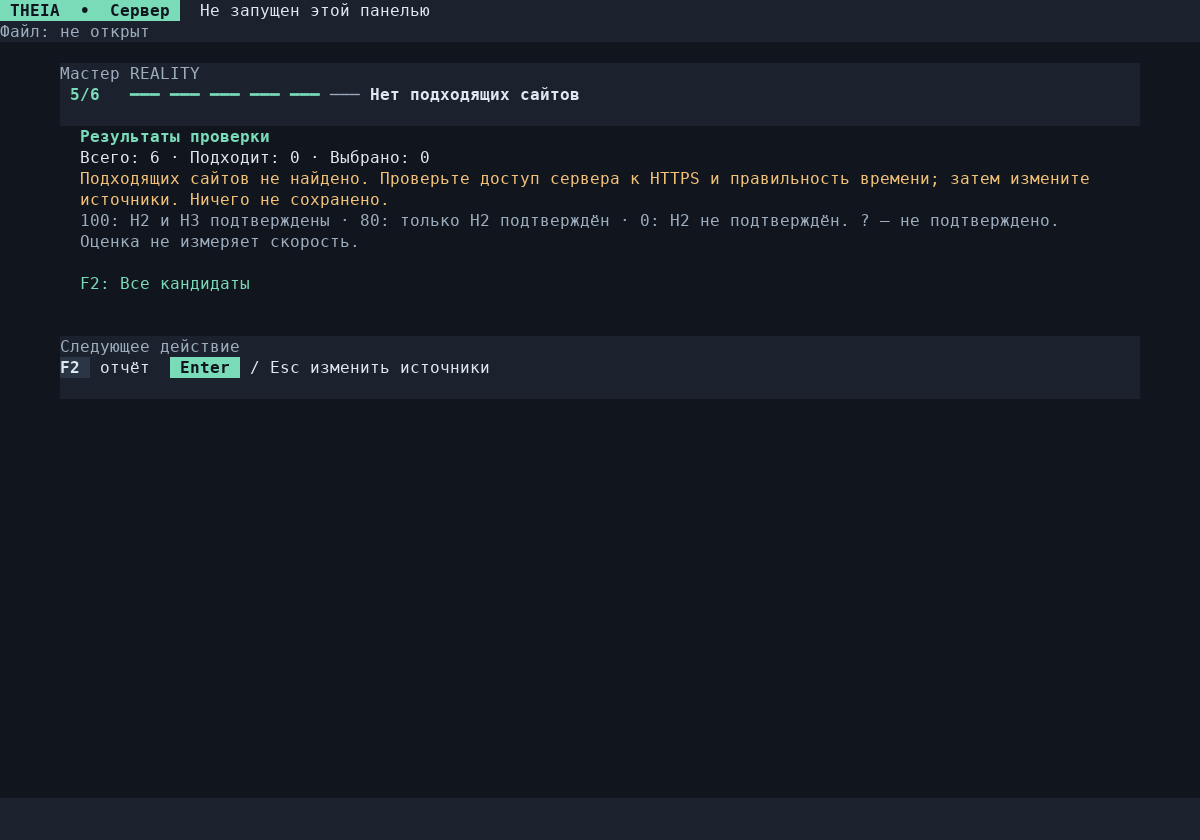 THEIA • Сервер Не запущен этой панелью
Файл: не открыт
Мастер REALITY
5/6 ━━━ ━━━ ━━━ ━━━ ━━━ ─── Нет подходящих сайтов
Результаты проверки
Всего: 6 · Подходит: 0 · Выбрано: 0
Подходящих сайтов не найдено. Проверьте доступ сервера к HTTPS и правильность времени; затем измените
источники. Ничего не сохранено.
100: H2 и H3 подтверждены · 80: только H2 подтверждён · 0: H2 не подтверждён. ? — не подтверждено.
Оценка не измеряет скорость.
F2: Все кандидаты
Следующее действие
F2 отчёт Enter / Esc изменить источники